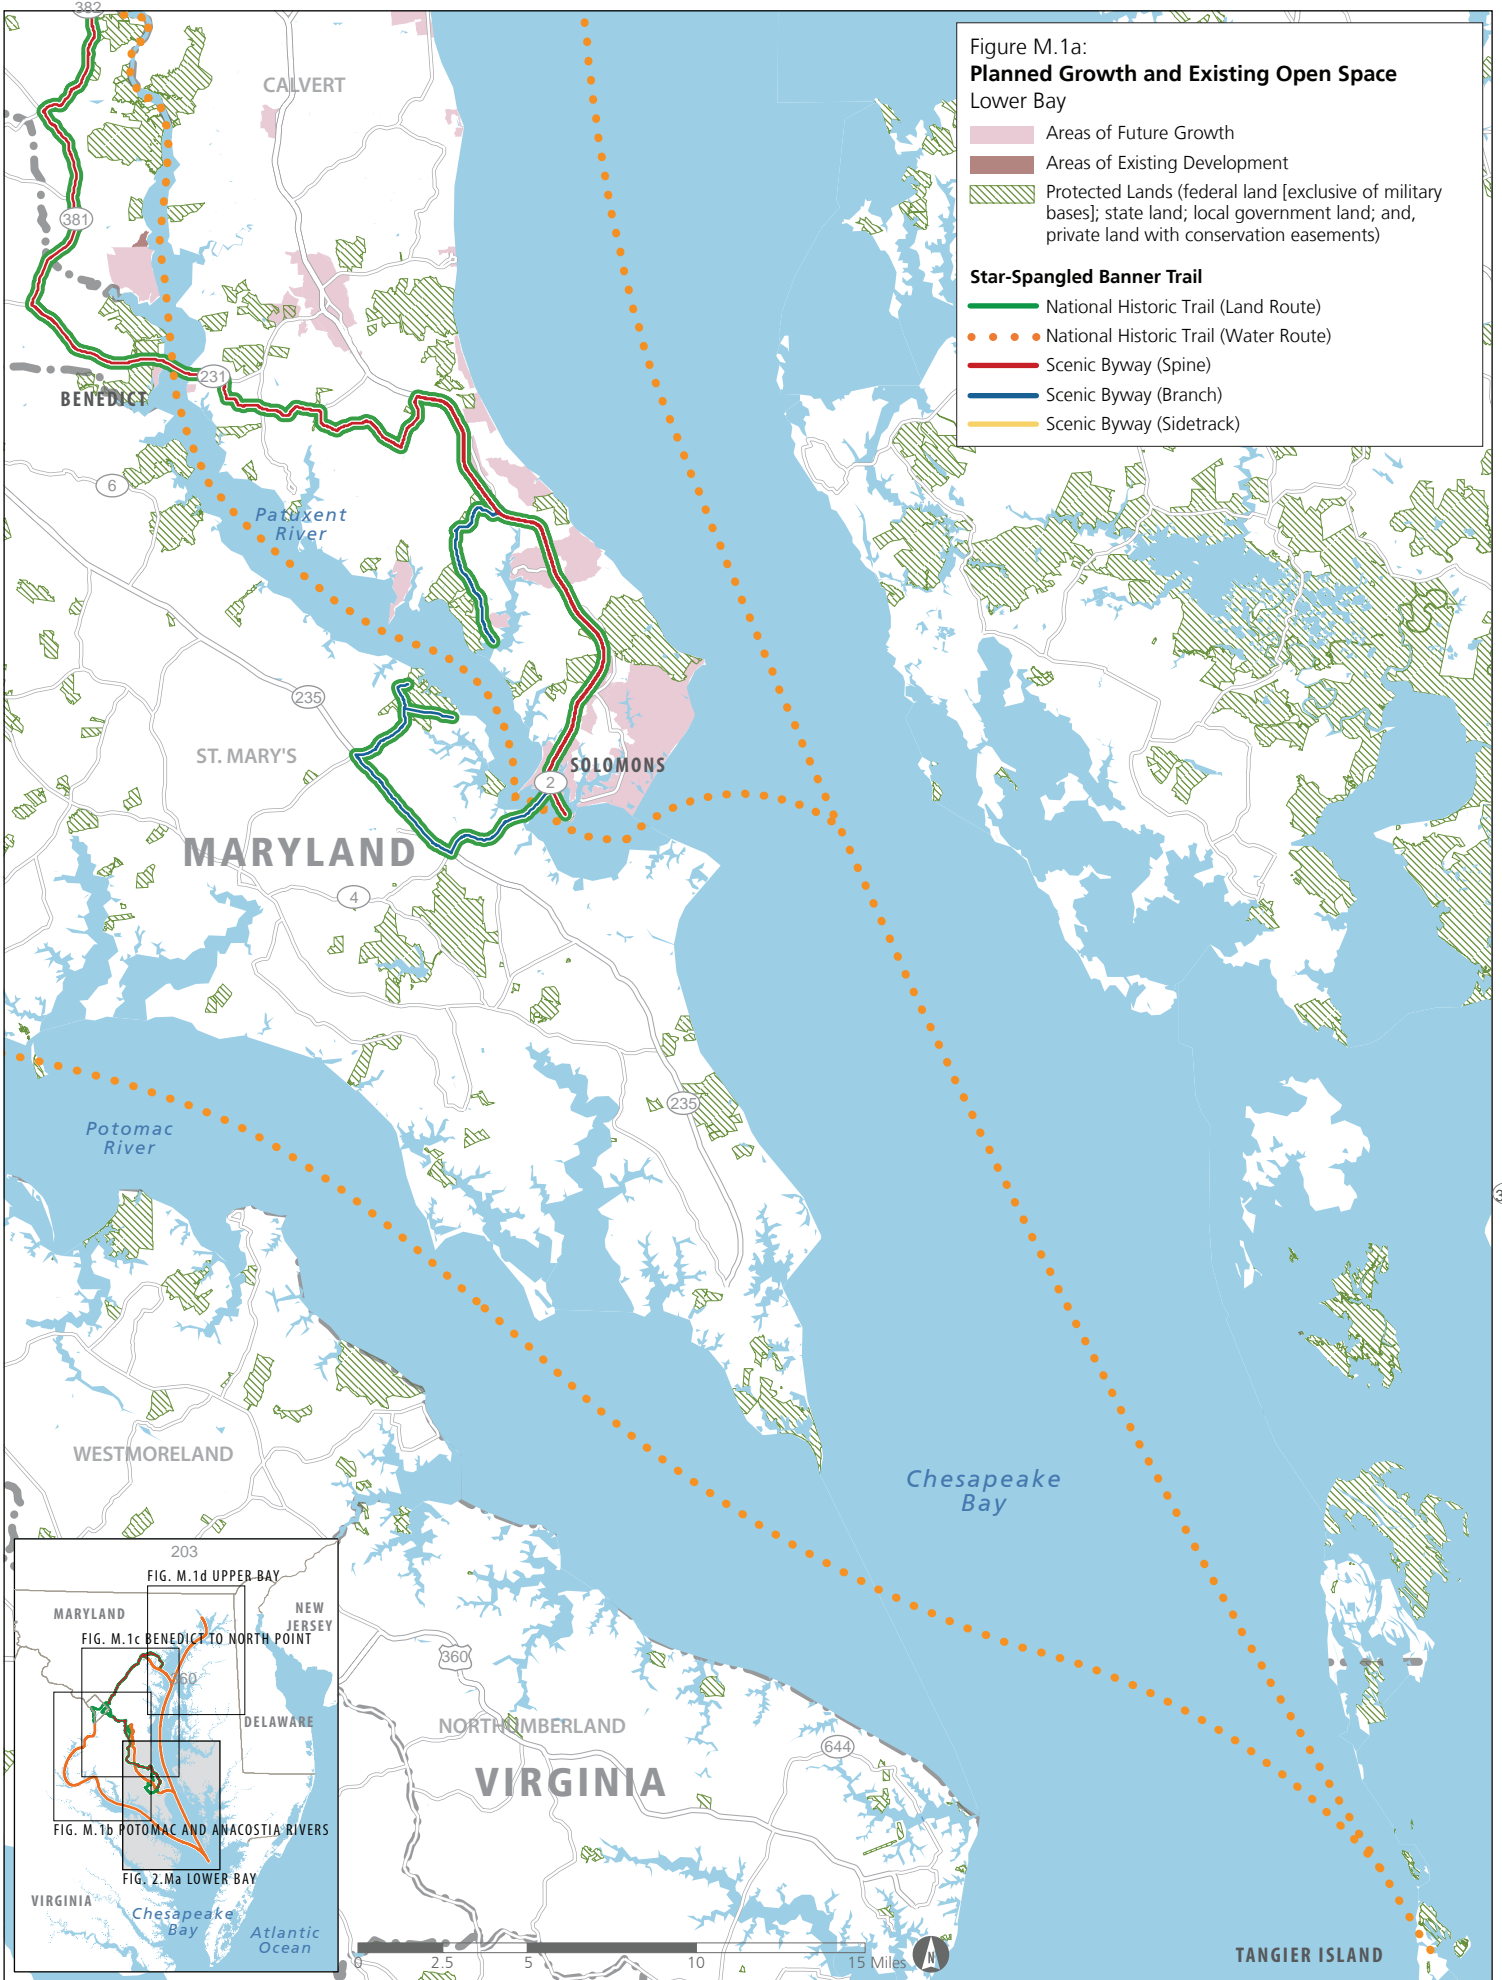 382
Figure M.1a:
Planned Growth and Existing Open Space
Lower Bay
Areas of Future Growth
Areas of Existing Development
Protected Lands (federal land [exclusive of military
bases]; state land; local government land; and,
private land with conservation easements)
Star-Spangled Banner Trail
National Historic Trail (Land Route)
National Historic Trail (Water Route)
Scenic Byway (Spine)
Scenic Byway (Branch)
Scenic Byway (Sidetrack)
CALVERT
381
231
BENEDICT
6
Patuxent
River
235
ST. MARY'S
SOLOMONS
2
MARYLAND
4
235
Potomac
River
WESTMORELAND
Chesapeake
Bay
360
NORTHUMBERLAND
644
VIRGINIA
TANGIER ISLAND
203
FIG. M.1d UPPER BAY
MARYLAND
NEW
JERSEY
FIG. M.1c BENEDICT TO NORTH POINT
360
DELAWARE
FIG. M.1b POTOMAC AND ANACOSTIA RIVERS
FIG. 2.Ma LOWER BAY
VIRGINIA
Chesapeake
Bay
Atlantic
Ocean
0 2.5 5 10 15 Miles
N